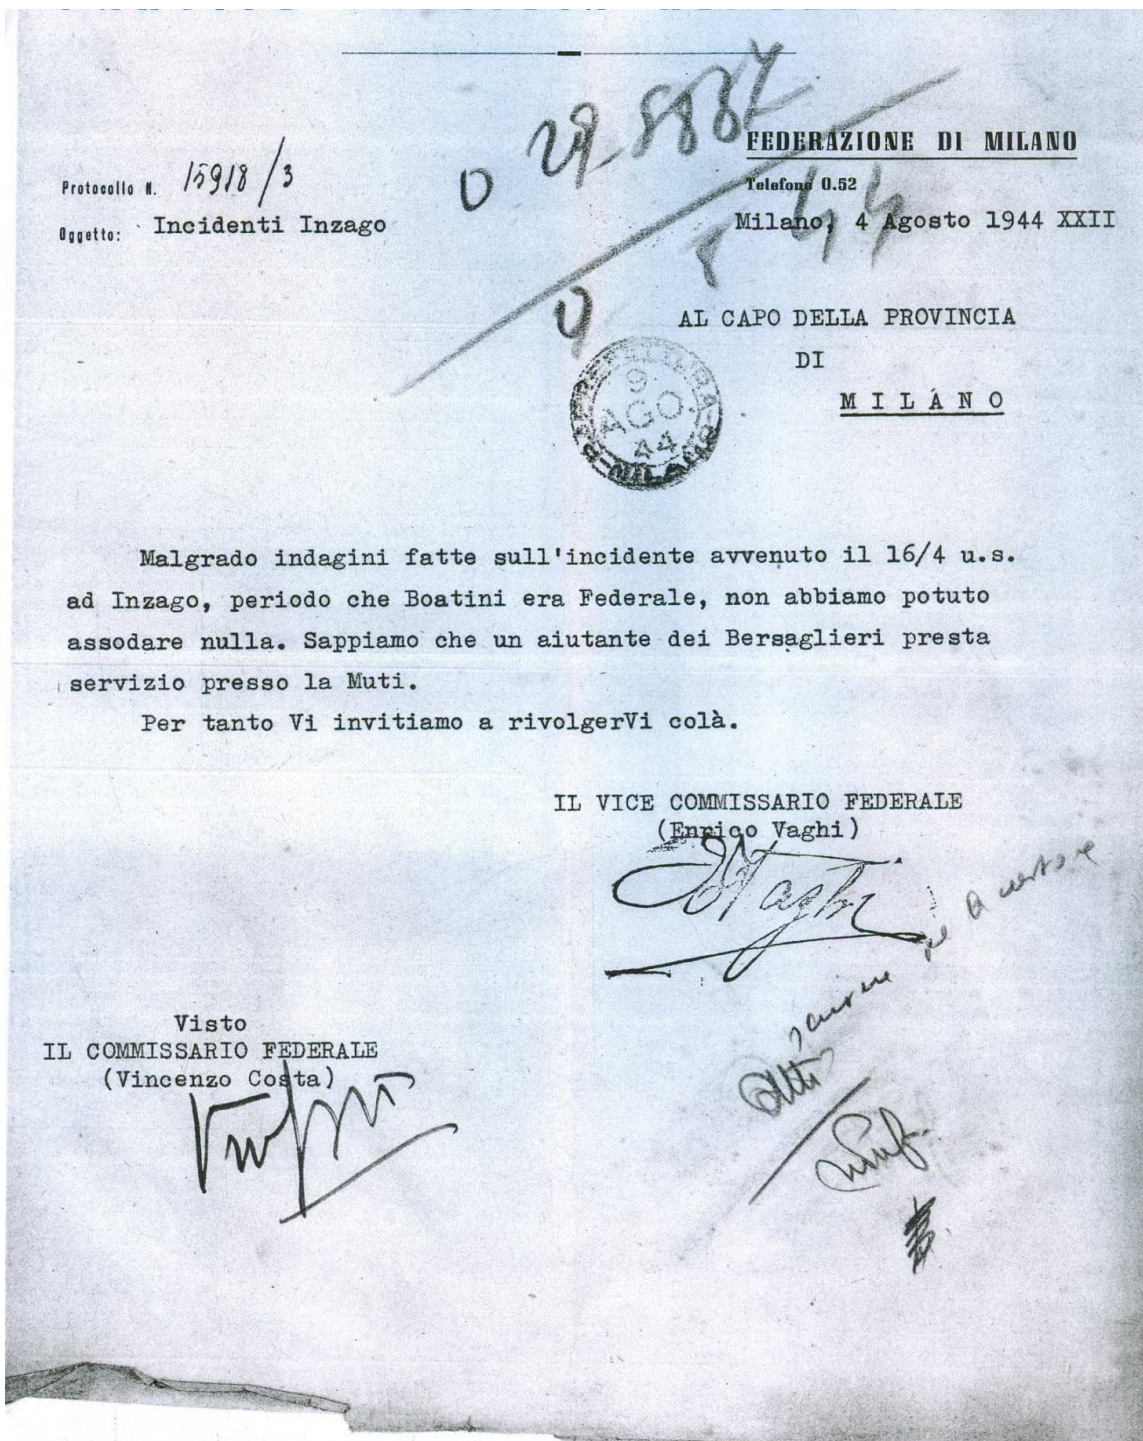 FEDERAZIONE DI MILANO
Protocollo N. 15918/3
Telefono 0.52
Oggetto: Incidenti Inzago
Milano, 4 Agosto 1944 XXII
AL CAPO DELLA PROVINCIA
DI
MILANO
9.
AGO.
44
MILANO
Malgrado indagini fatte sull'incidente avvenuto il 16/4 u.s.
ad Inzago, periodo che Boatini era Federale, non abbiamo potuto
assodare nulla. Sappiamo che un aiutante dei Bersaglieri presta
servizio presso la Muti.
Per tanto Vi invitiamo a rivolgerVi colà.
IL VICE COMMISSARIO FEDERALE
(Enrico Vaghi)
Vaghi
Visto
IL COMMISSARIO FEDERALE
(Vincenzo Costa)
Atti